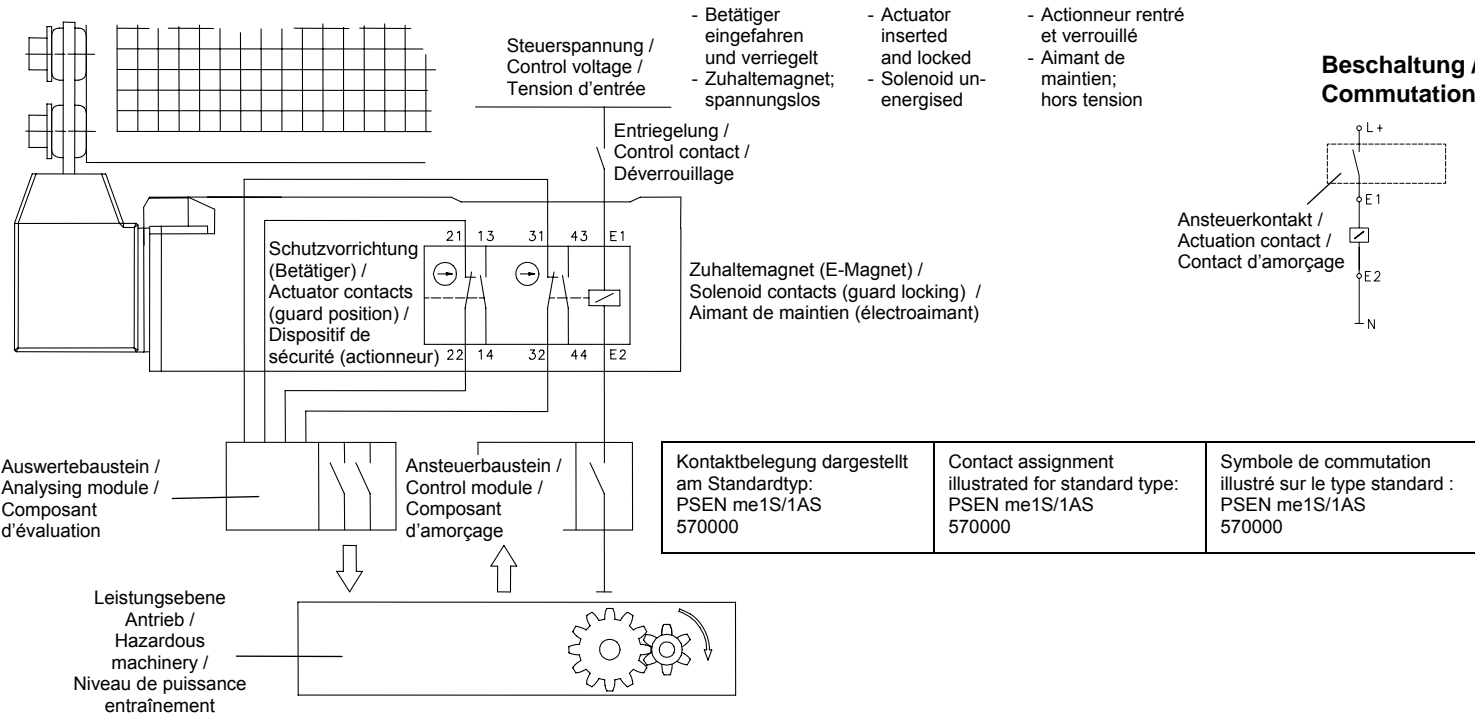 - Betätiger
eingefahren
und verriegelt
- Zuhaltemagnet;
spannungslos
- Actuator
inserted
and locked
- Solenoid un-
energised
- Actionneur rentré
et verrouillé
- Aimant de
maintien;
hors tension
Steuerspannung /
Control voltage /
Tension d'entrée
Beschaltung /
Commutation
Entriegelung /
Control contact /
Déverrouillage
L+
E1
E2
N
Ansteuerkontakt /
Actuation contact /
Contact d'amorçage
21 13 31 43 E1
Schutzvorrichtung
(Betätiger) /
Actuator contacts
(guard position) /
Dispositif de
sécurité (actionneur)
22 14 32 44 E2
Zuhaltemagnet (E-Magnet) /
Solenoid contacts (guard locking) /
Aimant de maintien (électroaimant)
Auswertebaustein /
Analysing module /
Composant
d'évaluation
Ansteuerbaustein /
Control module /
Composant
d'amorçage
Kontaktbelegung dargestellt
am Standardtyp:
PSEN me1S/1AS
570000
Contact assignment
illustrated for standard type:
PSEN me1S/1AS
570000
Symbole de commutation
illustré sur le type standard :
PSEN me1S/1AS
570000
Leistungsebene
Antrieb /
Hazardous
machinery /
Niveau de puissance
entraînement